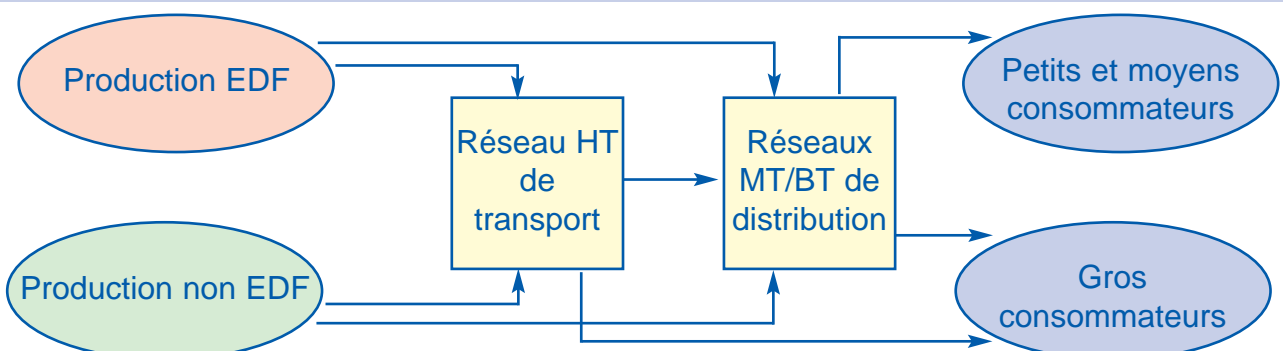 Production EDF
Réseau HT
de
transport
Réseaux
MT/BT de
distribution
Petits et moyens
consommateurs
Production non EDF
Gros
consommateurs